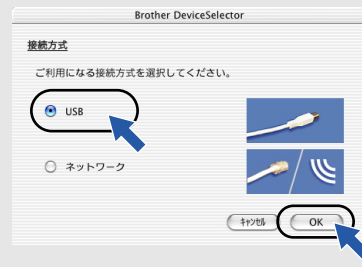 Brother DeviceSelector
接続方式
ご利用になる接続方式を選択してください。
USB
ネットワーク
ｷｬﾝｾﾙ
OK